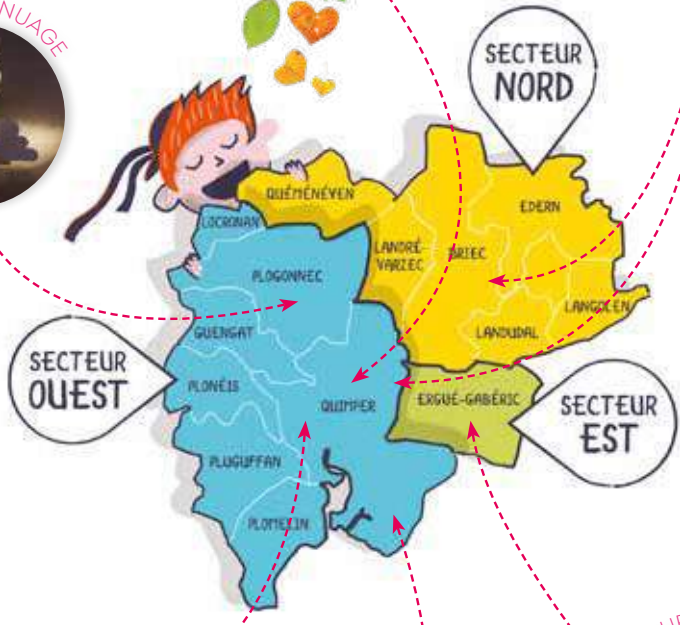 NUAGE
SECTEUR
NORD
QUÉMÉNÉVEN
EDERN
LOCRONAN
LANDRÉ-
VARZEC
BRIEC
PLOGONNEC
LANGOLEN
GUENGAT
LANDUDAL
SECTEUR
OUEST
PLONÉIS
QUIMPER
ERGUÉ-GABÉRIC
SECTEUR
EST
PLUGUFFAN
PLOMELIN